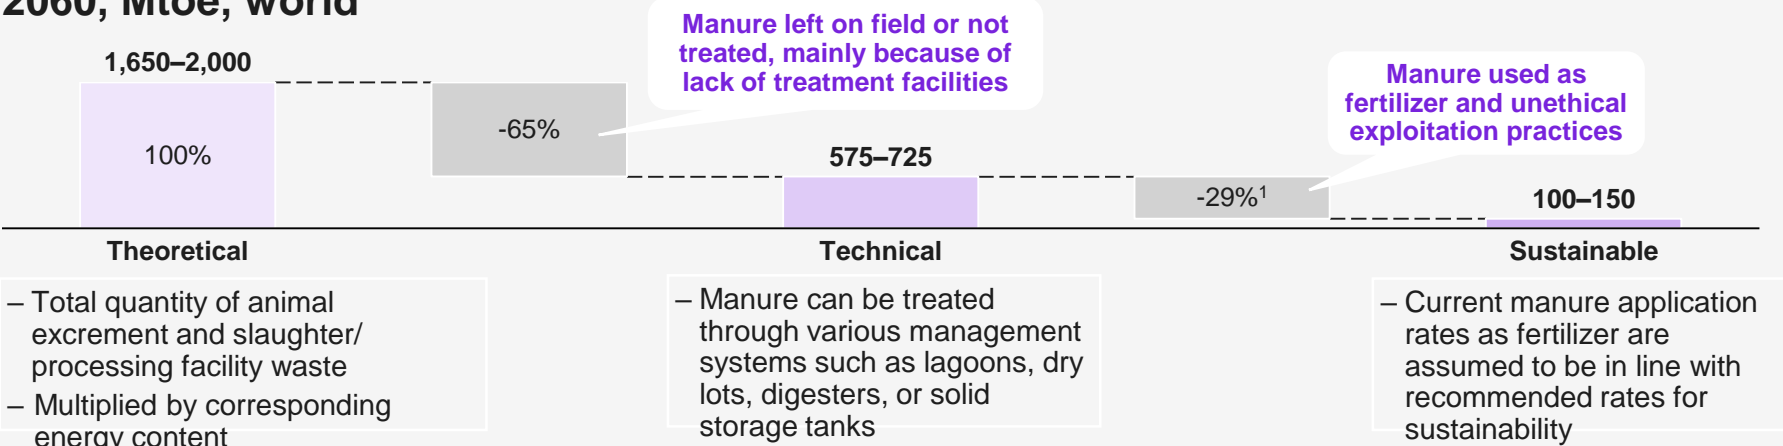 2060, Mtoe, world
Manure left on field or not
treated, mainly because of
lack of treatment facilities
1,650–2,000
Manure used as
fertilizer and unethical
exploitation practices
-65%
100%
575–725
-29%¹
100–150
Theoretical
Technical
Sustainable
– Total quantity of animal
excrement and slaughter/
processing facility waste
– Multiplied by corresponding
energy content
– Manure can be treated
through various management
systems such as lagoons, dry
lots, digesters, or solid
storage tanks
– Current manure application
rates as fertilizer are
assumed to be in line with
recommended rates for
sustainability